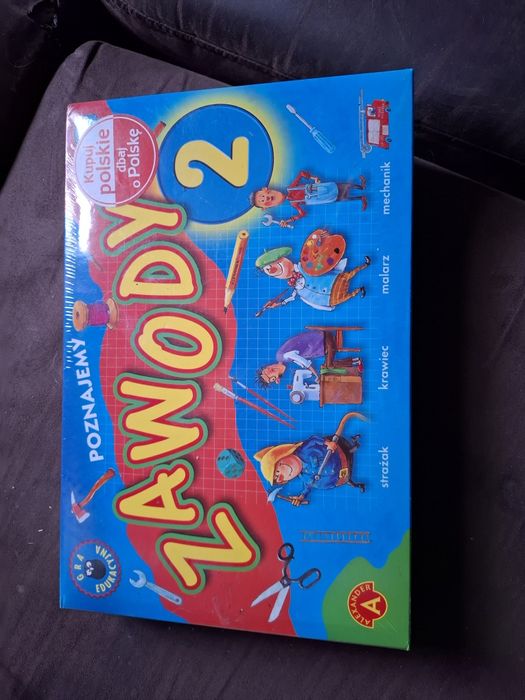 POZNAJEMY
ZAWODY
2
Kupuj
polskie
dbaj
o Polskę
GRA
EDUKACYJNA
strażak
krawiec
malarz
mechanik
A
ALEXANDER